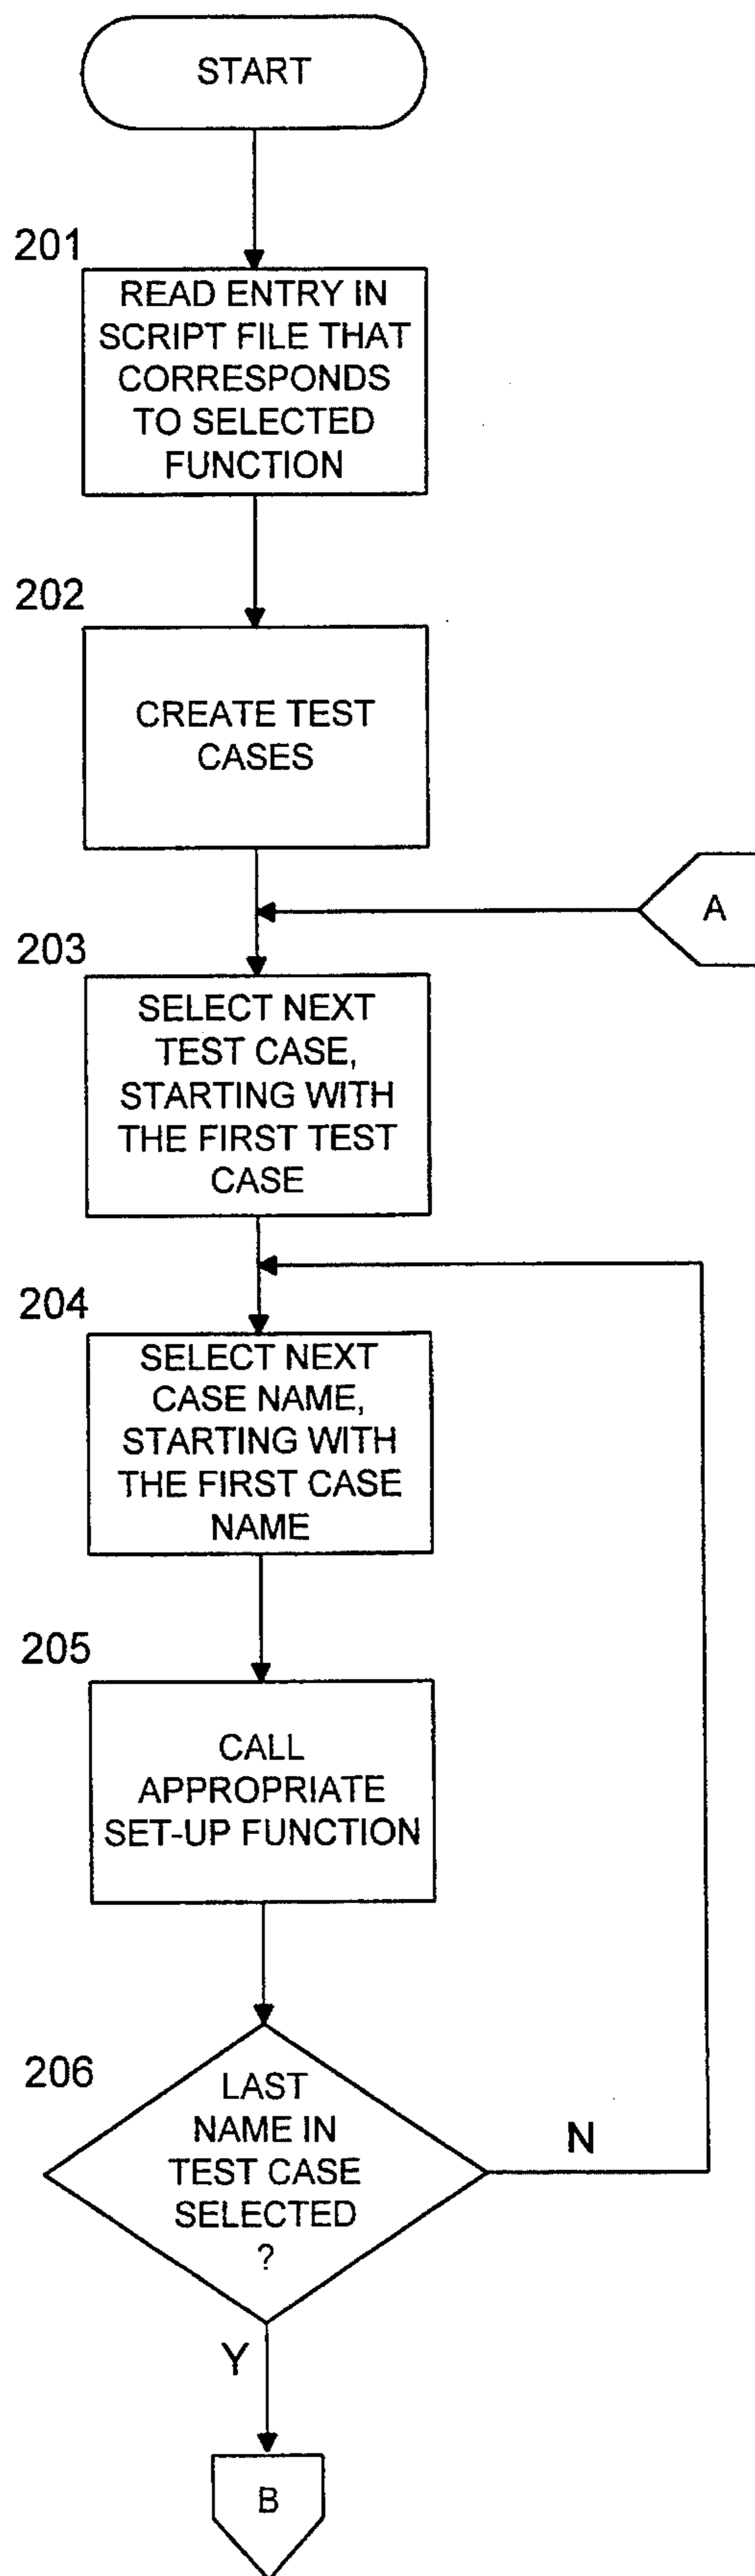 START
201
READ ENTRY IN
SCRIPT FILE THAT
CORRESPONDS
TO SELECTED
FUNCTION
202
CREATE TEST
CASES
A
203
SELECT NEXT
TEST CASE,
STARTING WITH
THE FIRST TEST
CASE
204
SELECT NEXT
CASE NAME,
STARTING WITH
THE FIRST CASE
NAME
205
CALL
APPROPRIATE
SET-UP FUNCTION
206
LAST
NAME IN
TEST CASE
SELECTED
?
N
Y
B